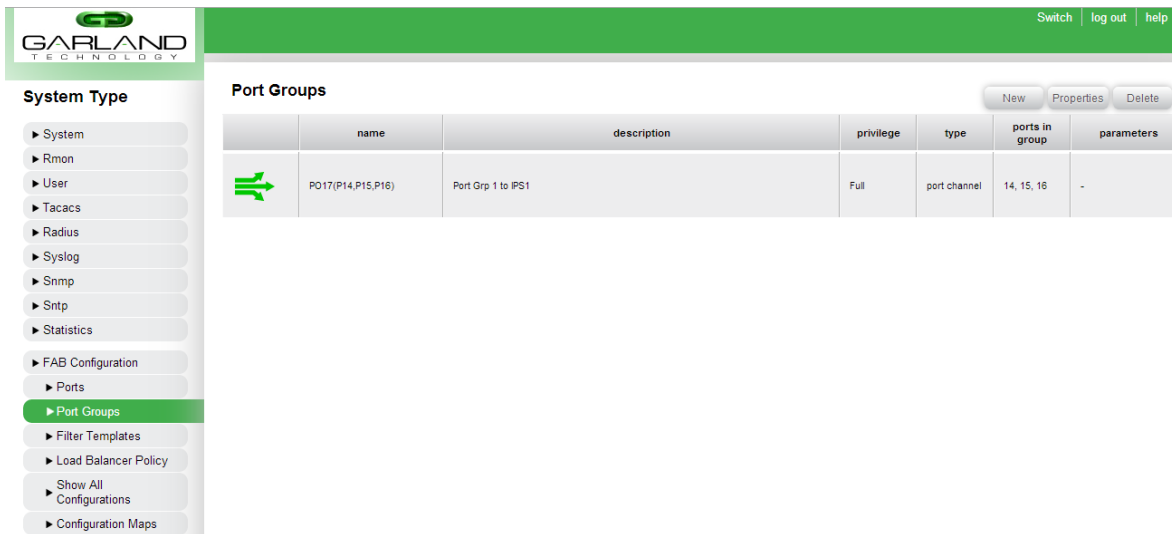 GARLAND
TECHNOLOGY
Switch log out help
System Type
System
Rmon
User
Tacacs
Radius
Syslog
Snmp
Sntp
Statistics
FAB Configuration
Ports
Port Groups
Filter Templates
Load Balancer Policy
Show All
Configurations
Configuration Maps
Port Groups
New Properties Delete
name description privilege type ports in group parameters
PO17(P14,P15,P16) Port Grp 1 to IPS1 Full port channel 14, 15, 16 -